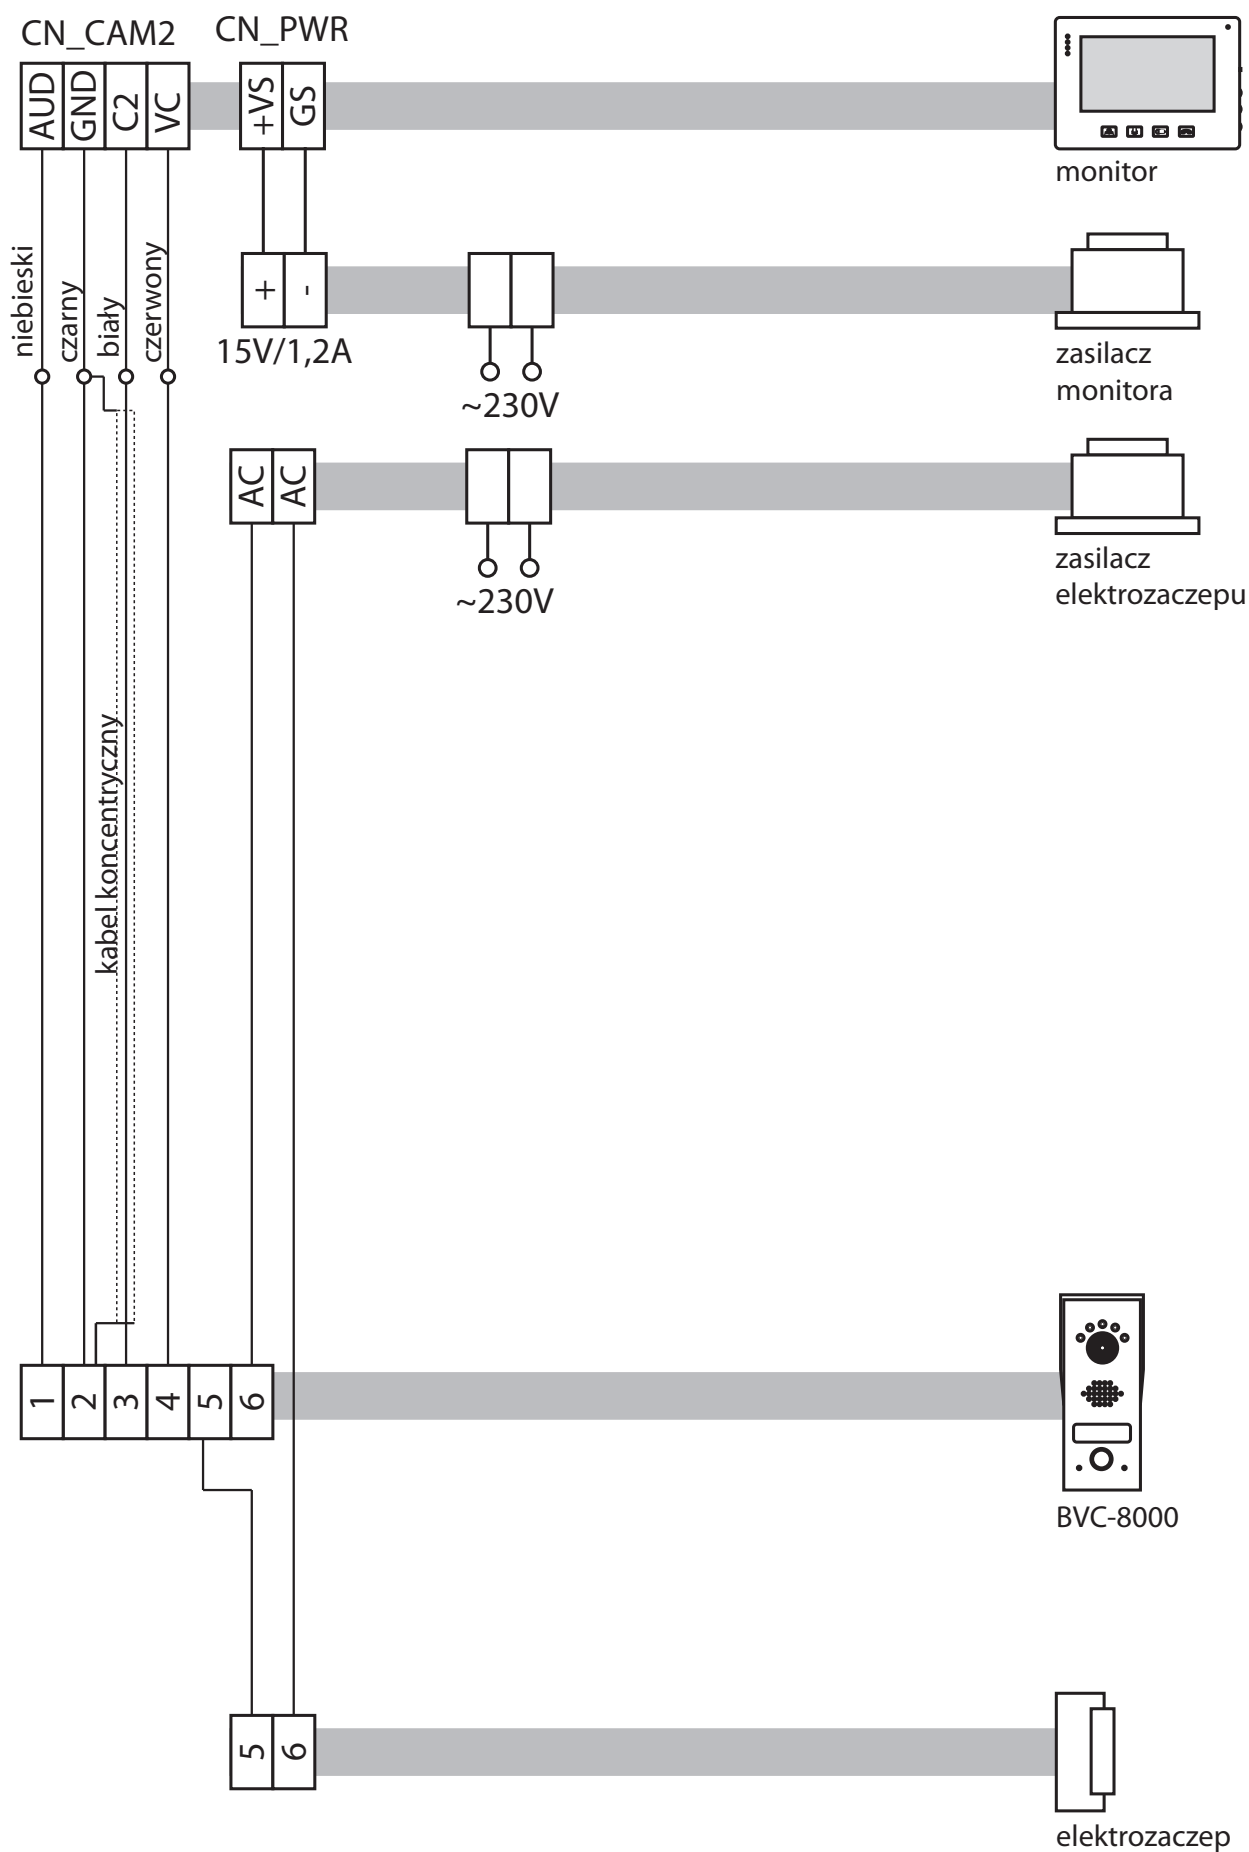 CN_CAM2
CN_PWR
AUD
GND
C2
VC
+VS
GS
monitor
niebieski
czarny
biały
czerwony
+
-
15V/1,2A
~230V
zasilacz
monitora
AC
AC
~230V
zasilacz
elektrozaczepu
kabel koncentryczny
1
2
3
4
5
6
BVC-8000
5
6
elektrozaczep